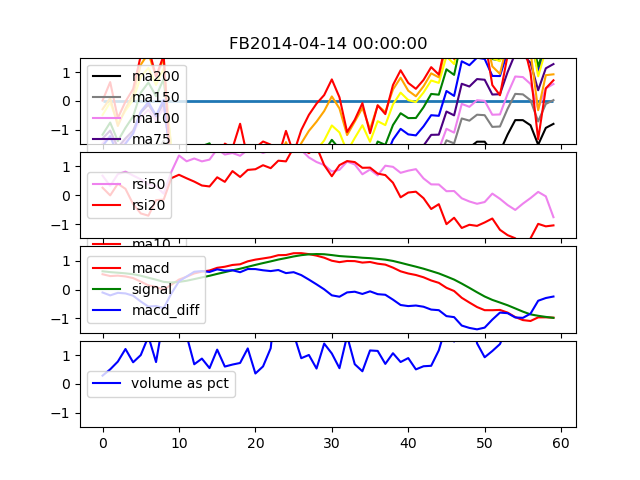 FB2014-04-14 00:00:00
1
0
−1
ma200
ma150
ma100
ma75
1
0
−1
rsi50
rsi20
ma10
1
0
−1
macd
signal
macd_diff
1
0
−1
volume as pct
0 10 20 30 40 50 60